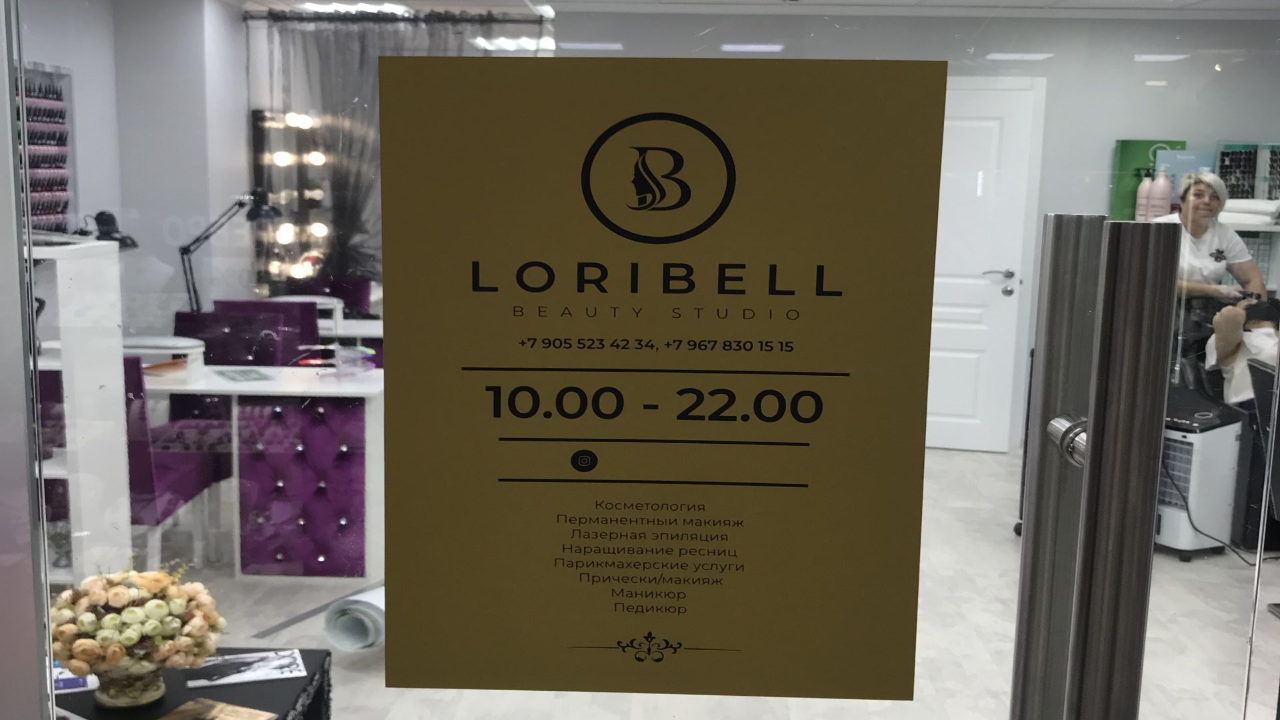 B
LORIBELL
BEAUTY STUDIO
+7 905 523 42 34, +7 967 830 15 15
10.00 - 22.00
Косметология
Перманентный макияж
Лазерная эпиляция
Наращивание ресниц
Парикмахерские услуги
Прически/макияж
Маникюр
Педикюр